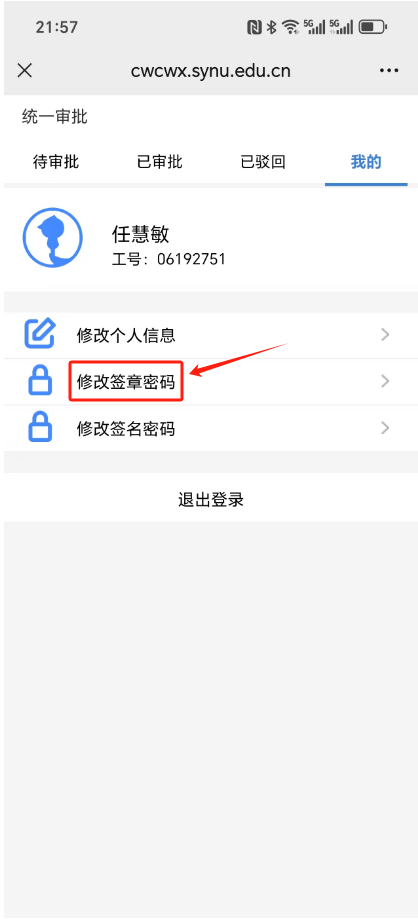 21:57
5G 5G
cwcwx.synu.edu.cn
统一审批
待审批 已审批 已驳回 我的
任慧敏
工号：06192751
修改个人信息
修改签章密码
修改签名密码
退出登录